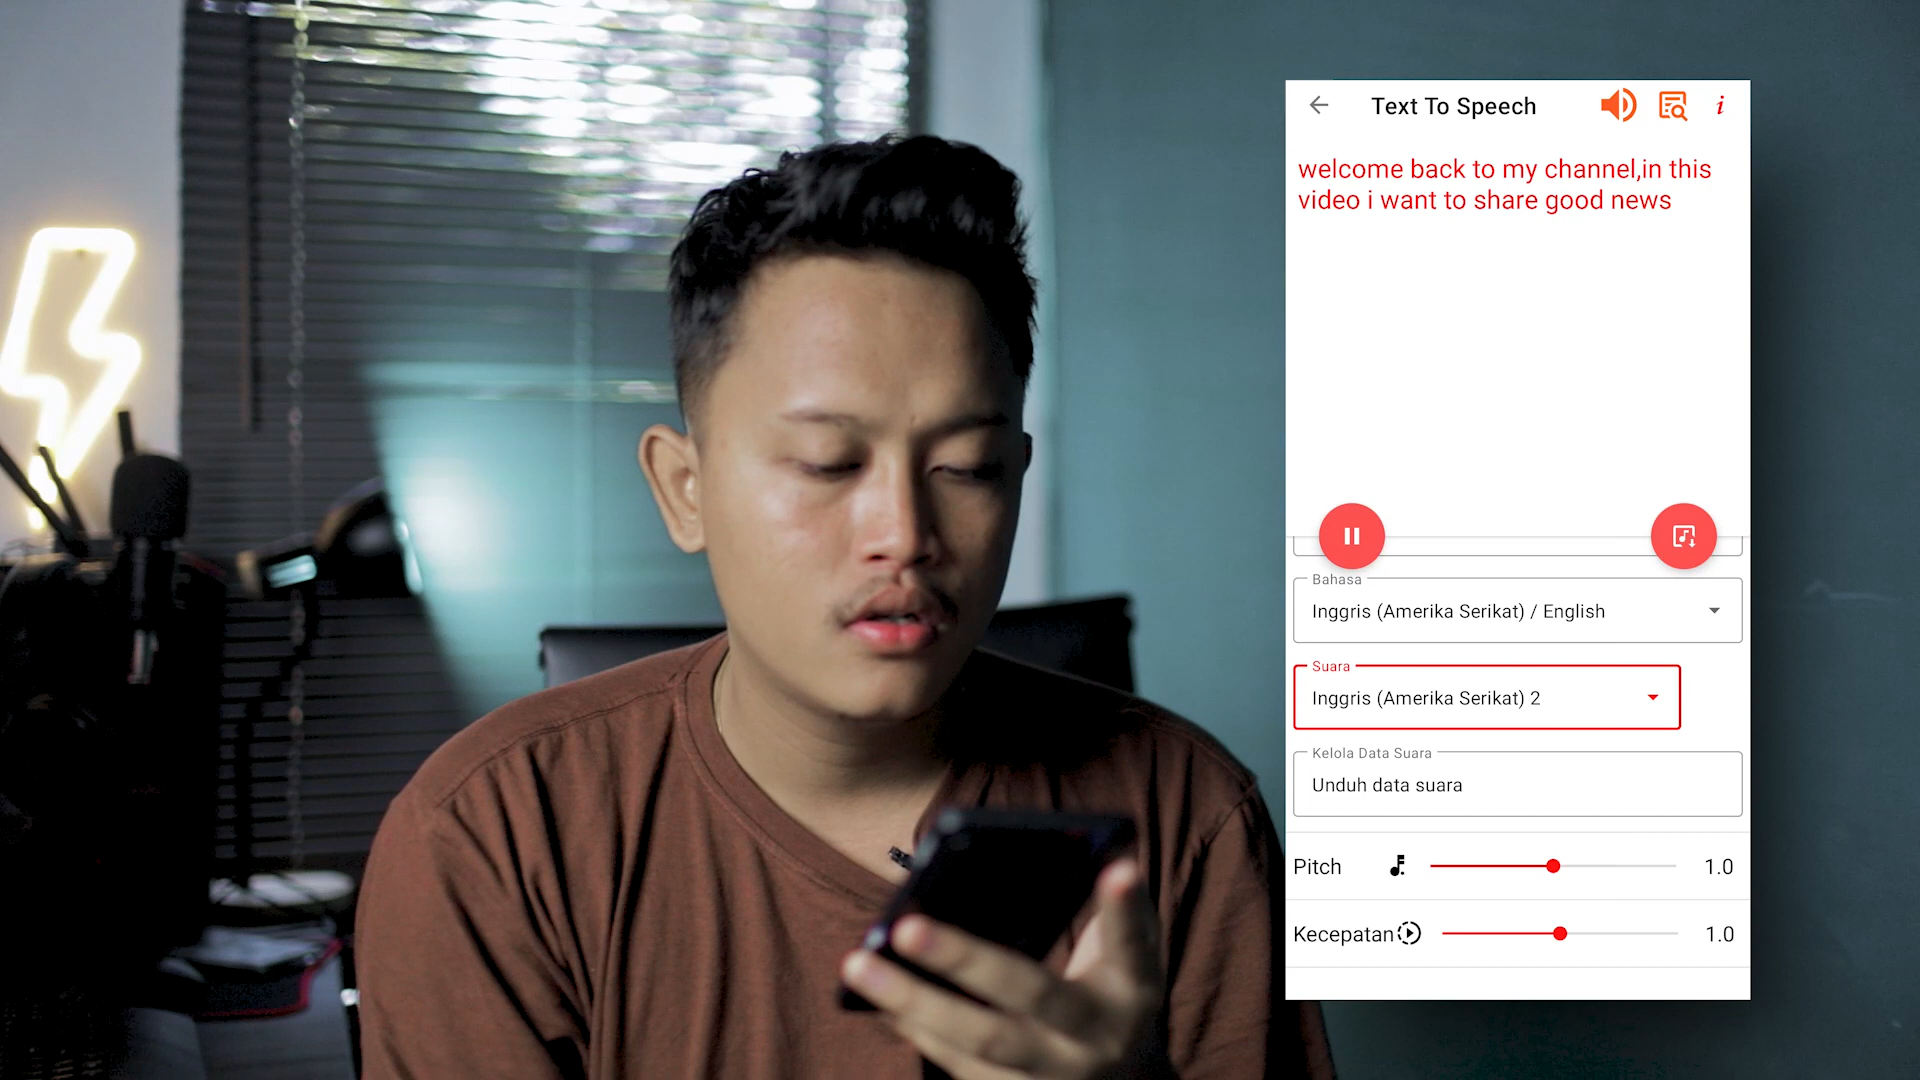 Text To Speech
welcome back to my channel,in this
video i want to share good news
Bahasa
Inggris (Amerika Serikat) / English
Suara
Inggris (Amerika Serikat) 2
Kelola Data Suara
Unduh data suara
Pitch 1.0
Kecepatan 1.0